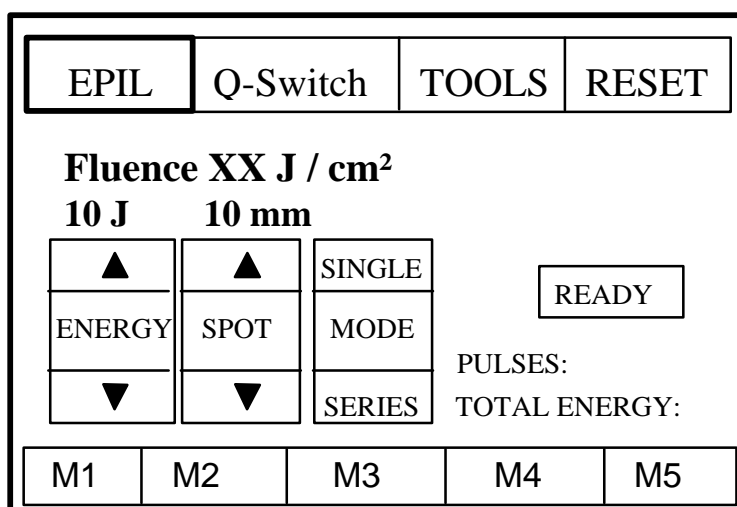 EPIL Q-Switch TOOLS RESET
Fluence XX J / cm²
10 J 10 mm
▲ ▲ SINGLE
READY
ENERGY SPOT MODE
PULSES:
▼ ▼ SERIES TOTAL ENERGY:
M1 M2 M3 M4 M5